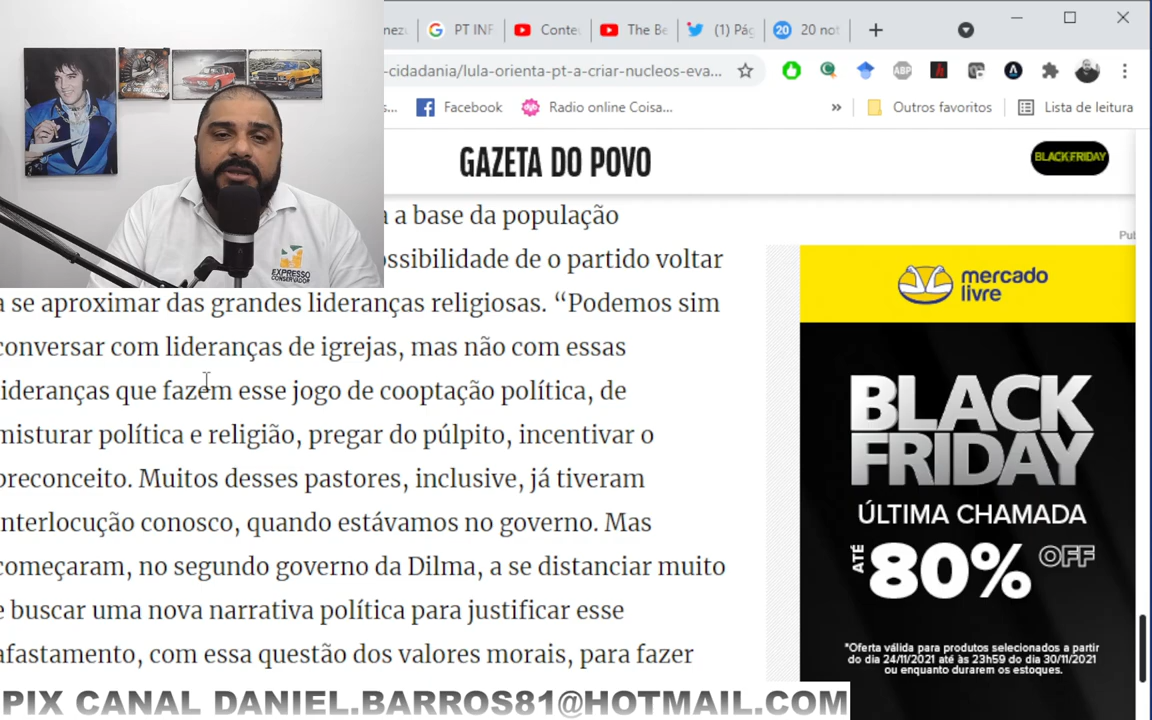 PT INF
Conte
The Be
(1) Pág
20
20 not
-cidadania/lula-orienta-pt-a-criar-nucleos-eva...
ABP
Facebook
Radio online Coisa...
»
Outros favoritos
Lista de leitura
GAZETA DO POVO
BLACK FRIDAY
a base da população
ossibilidade de o partido voltar
a se aproximar das grandes lideranças religiosas. “Podemos sim
conversar com lideranças de igrejas, mas não com essas
lideranças que fazem esse jogo de cooptação política, de
misturar política e religião, pregar do púlpito, incentivar o
preconceito. Muitos desses pastores, inclusive, já tiveram
interlocução conosco, quando estávamos no governo. Mas
começaram, no segundo governo da Dilma, a se distanciar muito
e buscar uma nova narrativa política para justificar esse
afastamento, com essa questão dos valores morais, para fazer
EXPRESSO
CONSERVADOR
Pu
mercado
livre
BLACK
FRIDAY
ÚLTIMA CHAMADA
ATÉ
80% OFF
*Oferta válida para produtos selecionados a partir
do dia 24/11/2021 até às 23h59 do dia 30/11/2021
ou enquanto durarem os estoques.
PIX CANAL DANIEL.BARROS81@HOTMAIL.COM